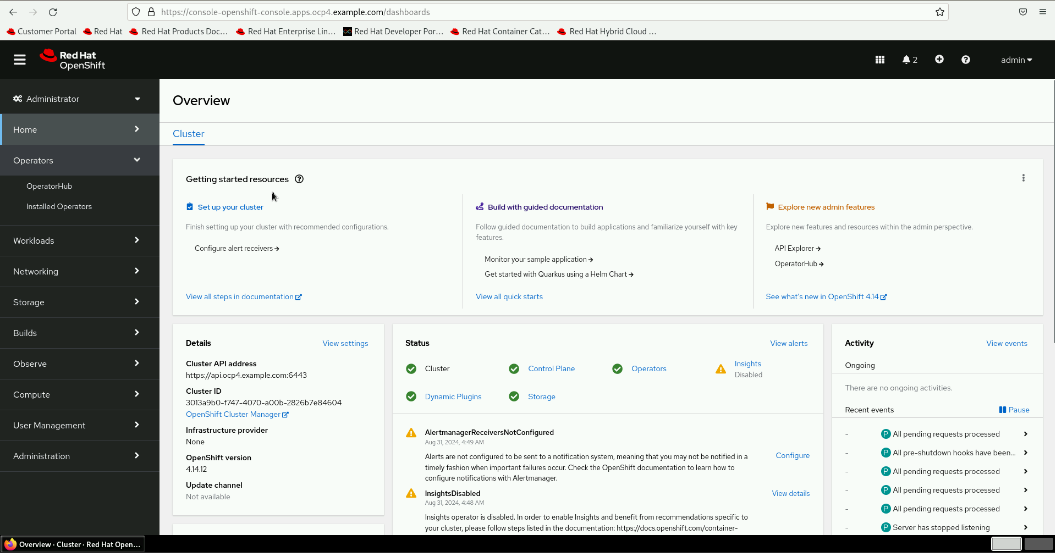 https://console-openshift-console.apps.ocp4.example.com/dashboards
Customer Portal Red Hat Red Hat Products Doc... Red Hat Enterprise Lin... Red Hat Developer Por... Red Hat Container Cat... Red Hat Hybrid Cloud ...
Red Hat
OpenShift
2
admin
Administrator
Home
Operators
OperatorHub
Installed Operators
Workloads
Networking
Storage
Builds
Observe
Compute
User Management
Administration
Overview
Cluster
Getting started resources
Set up your cluster
Finish setting up your cluster with recommended configurations.
Configure alert receivers
View all steps in documentation
Build with guided documentation
Follow guided documentation to build applications and familiarize yourself with key
features.
Monitor your sample application
Get started with Quarkus using a Helm Chart
View all quick starts
Explore new admin features
Explore new features and resources within the admin perspective.
API Explorer
OperatorHub
See what's new in OpenShift 4.14
Details
View settings
Cluster API address
https://api.ocp4.example.com:6443
Cluster ID
3013a9b0-f747-4070-a00b-2826b7e84604
OpenShift Cluster Manager
Infrastructure provider
None
OpenShift version
4.14.12
Update channel
Not available
Status
View alerts
Cluster
Control Plane
Operators
Insights
Disabled
Dynamic Plugins
Storage
AlertmanagerReceiversNotConfigured
Aug 31, 2024, 4:49 AM
Alerts are not configured to be sent to a notification system, meaning that you may not be notified in a
timely fashion when important failures occur. Check the OpenShift documentation to learn how to
configure notifications with Alertmanager.
Configure
InsightsDisabled
Aug 31, 2024, 4:48 AM
Insights operator is disabled. In order to enable Insights and benefit from recommendations specific to
your cluster, please follow steps listed in the documentation: https://docs.openshift.com/container-
View details
Activity
View events
Ongoing
There are no ongoing activities.
Recent events
Pause
- P All pending requests processed
- P All pre-shutdown hooks have been...
- P All pending requests processed
- P All pending requests processed
- P All pending requests processed
- P Server has stopped listening
Overview · Cluster · Red Hat Open...